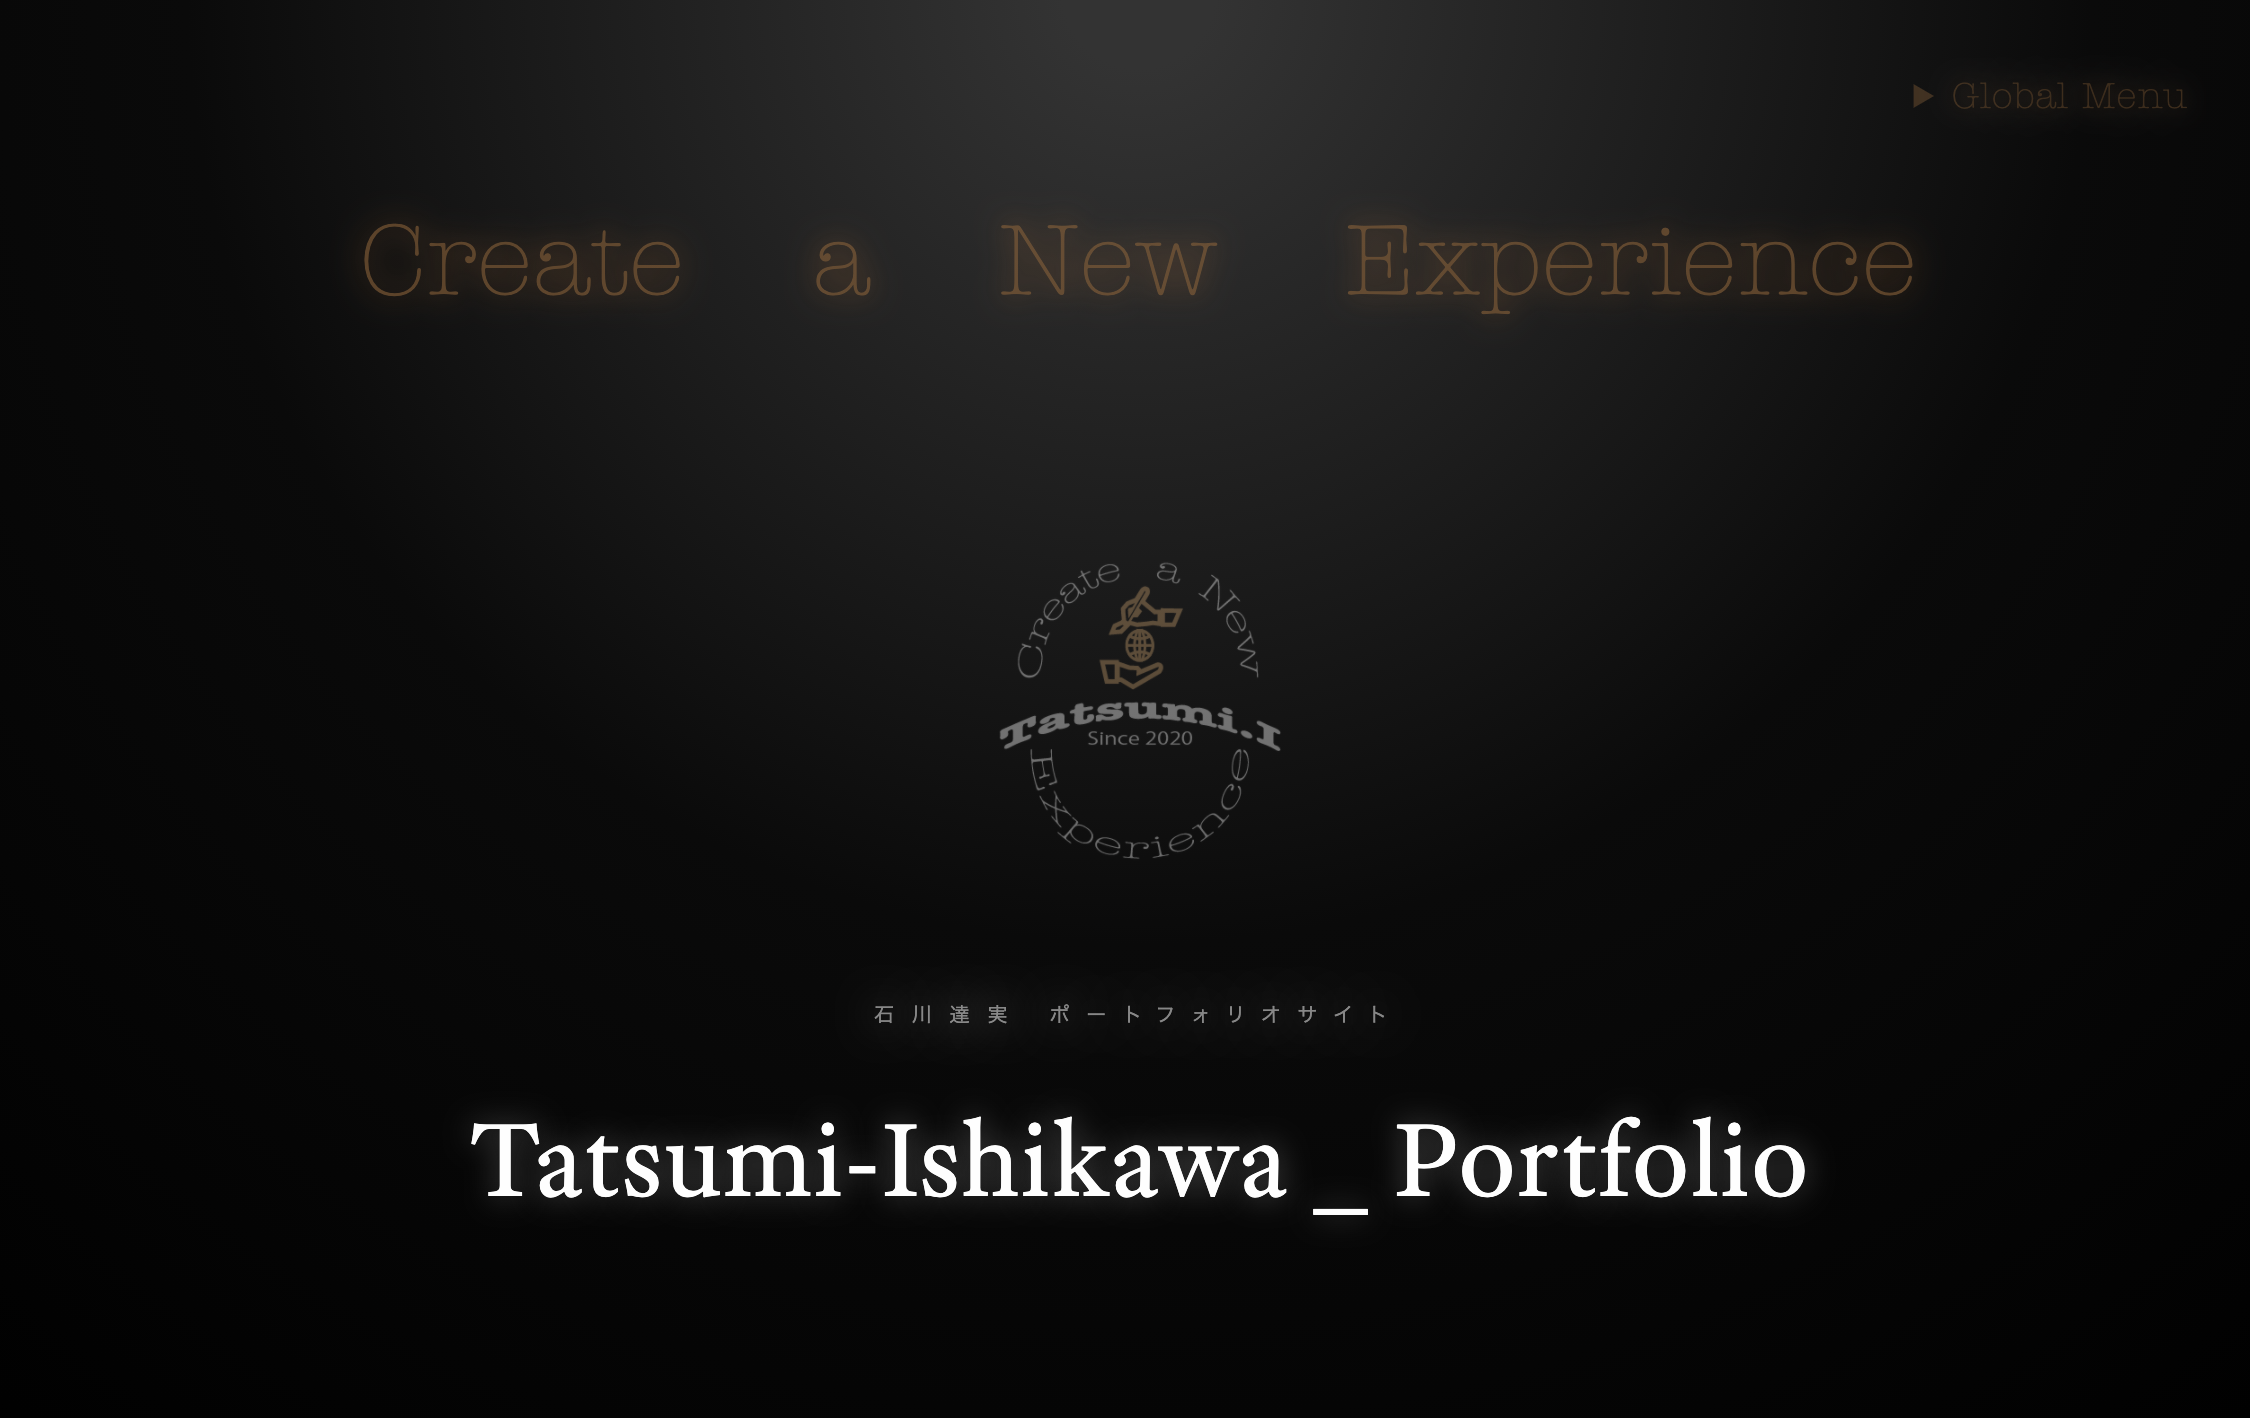 ▶ Global Menu
Create a New Experience
Create a New
Tatsumi.I
Since 2020
Experience
石川達実 ポートフォリオサイト
Tatsumi-Ishikawa _ Portfolio